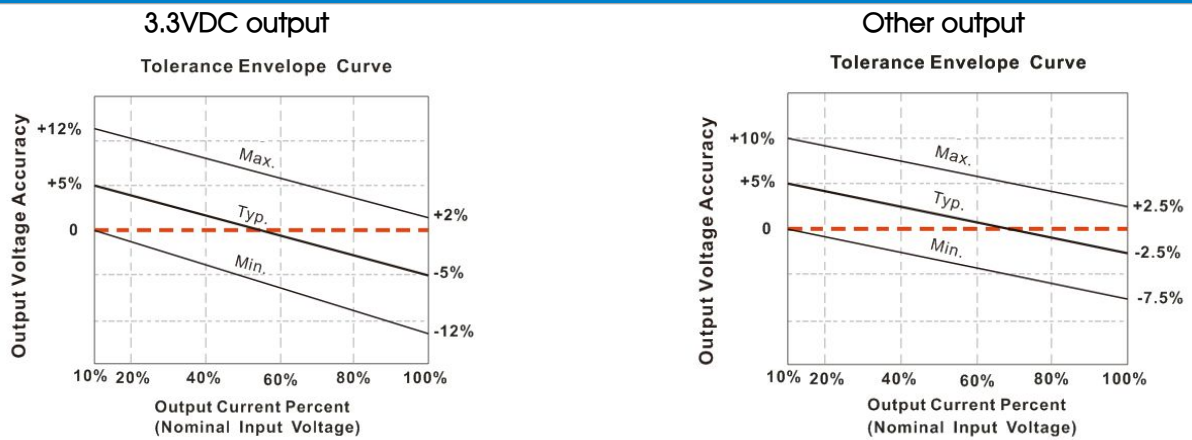 3.3VDC output
Tolerance Envelope Curve
Output Voltage Accuracy
+12%
+5%
0
Max.
Typ.
Min.
+2%
-5%
-12%
10% 20% 40% 60% 80% 100%
Output Current Percent
(Nominal Input Voltage)
Other output
Tolerance Envelope Curve
Output Voltage Accuracy
+10%
+5%
0
Max.
Typ.
Min.
+2.5%
-2.5%
-7.5%
10% 20% 40% 60% 80% 100%
Output Current Percent
(Nominal Input Voltage)